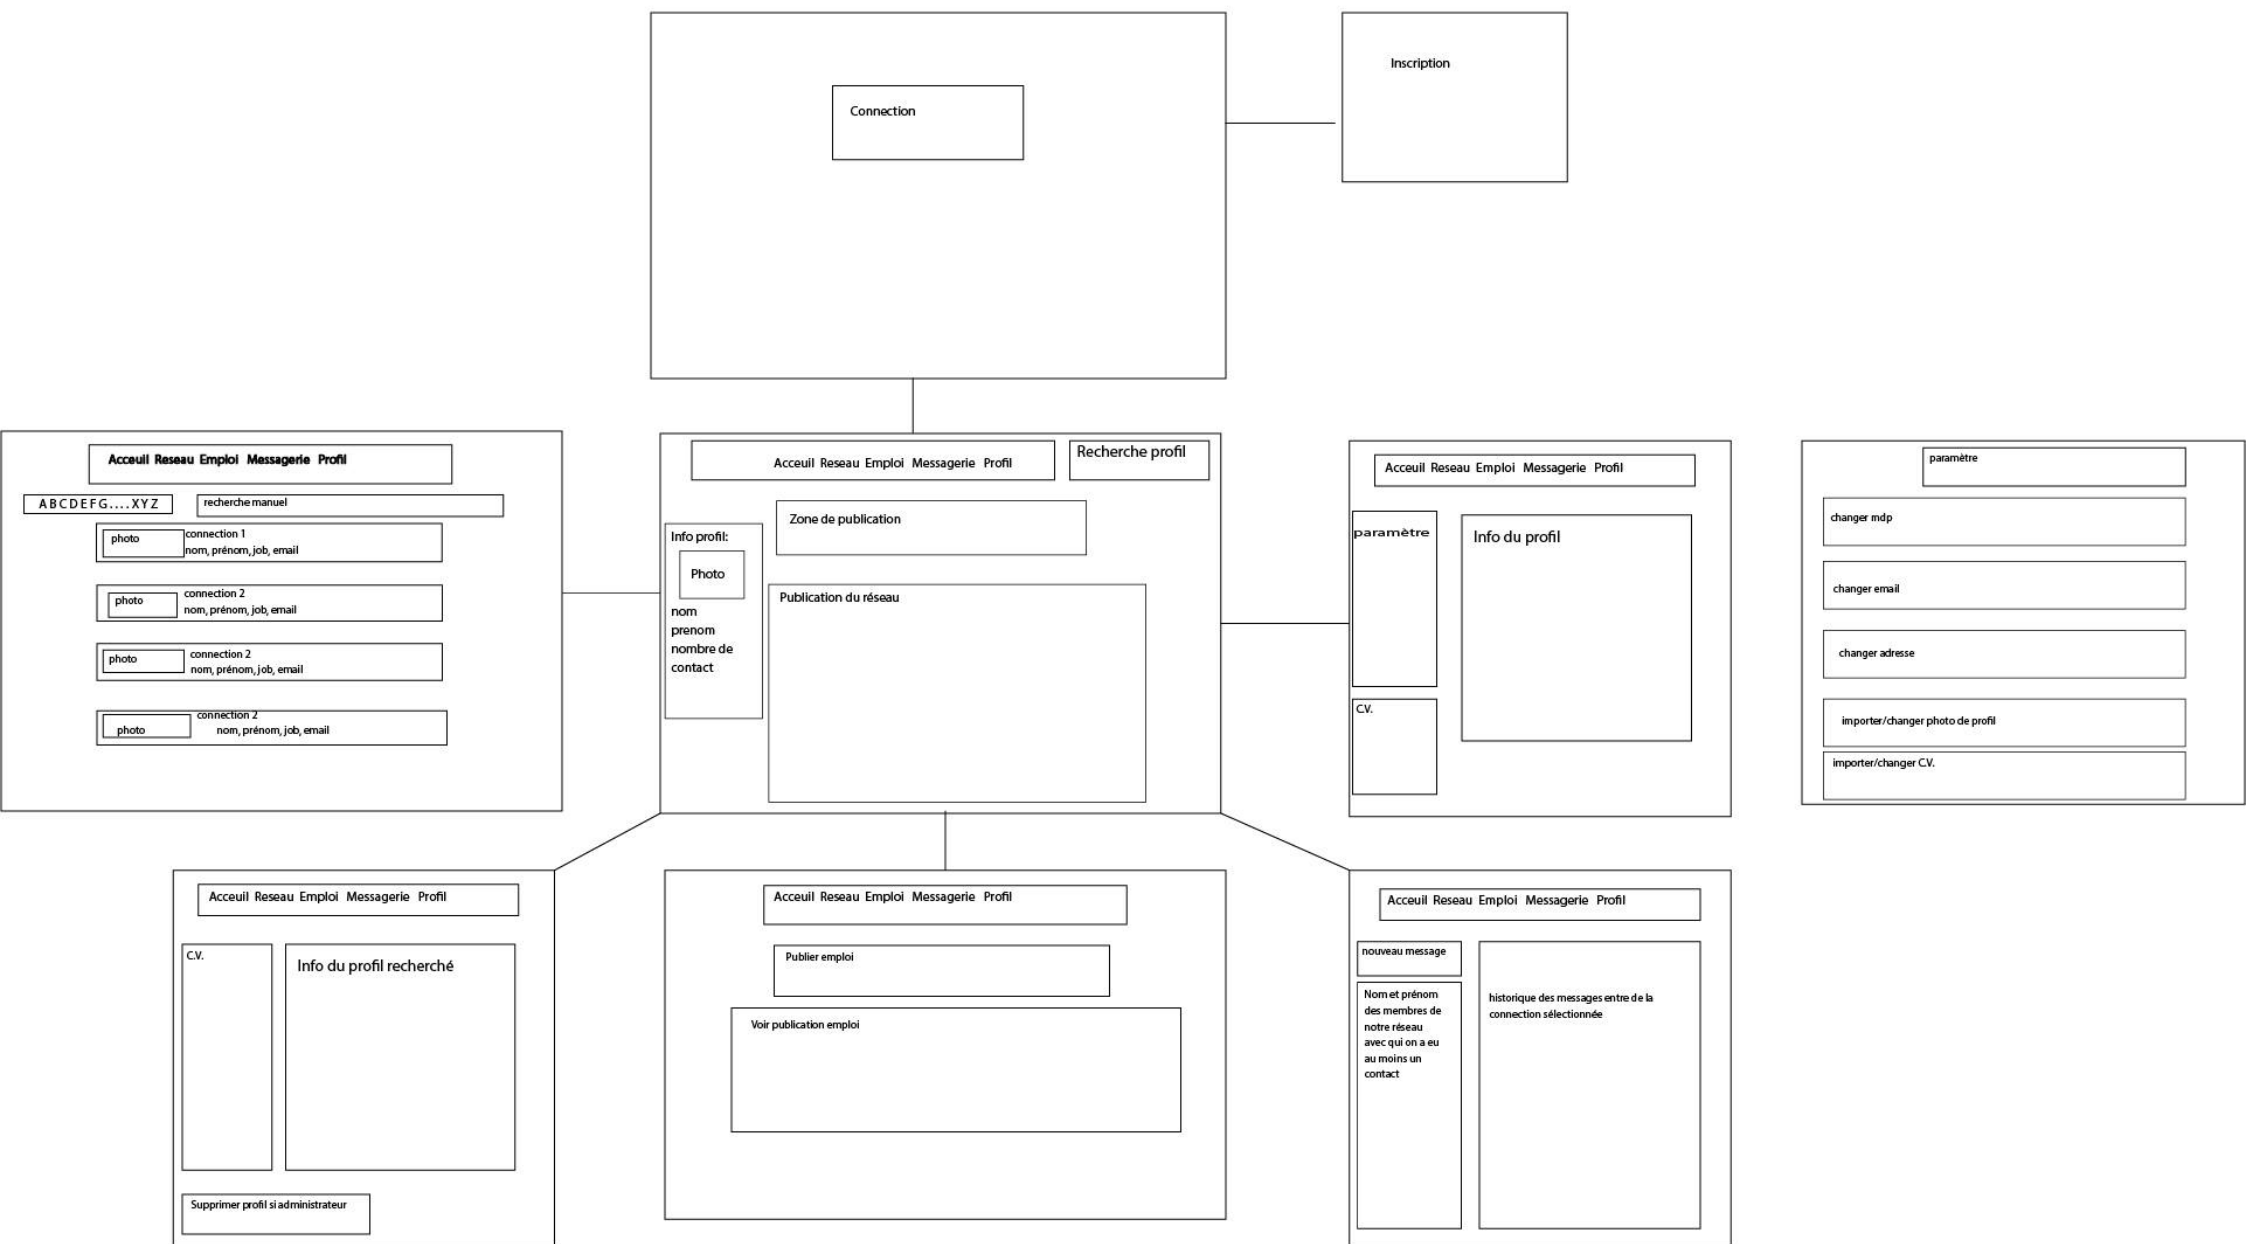 Connection
Inscription
Acceuil Reseau Emploi Messagerie Profil
A B C D E F G . . . . X Y Z
recherche manuel
photo
connection 1
nom, prénom, job, email
photo
connection 2
nom, prénom, job, email
photo
connection 2
nom, prénom, job, email
photo
connection 2
nom, prénom, job, email
Acceuil Reseau Emploi Messagerie Profil
Recherche profil
Zone de publication
Info profil:
Photo
nom
prenom
nombre de
contact
Publication du réseau
Acceuil Reseau Emploi Messagerie Profil
paramètre
Info du profil
C.V.
paramètre
changer mdp
changer email
changer adresse
importer/changer photo de profil
importer/changer C.V.
Acceuil Reseau Emploi Messagerie Profil
C.V.
Info du profil recherché
Supprimer profil si administrateur
Acceuil Reseau Emploi Messagerie Profil
Publier emploi
Voir publication emploi
Acceuil Reseau Emploi Messagerie Profil
nouveau message
Nom et prénom
des membres de
notre réseau
avec qui on a eu
au moins un
contact
historique des messages entre de la
connection sélectionnée